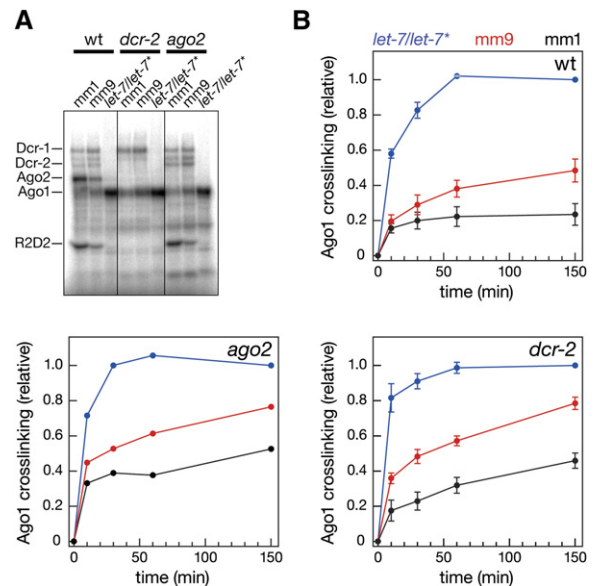 A
wt dcr-2 ago2
mm1 mm9 let-7/let-7* mm1 mm9 let-7/let-7* mm1 mm9 let-7/let-7*
Dcr-1
Dcr-2
Ago2
Ago1
R2D2
B
let-7/let-7* mm9 mm1
wt
Ago1 crosslinking (relative)
1.0
0.8
0.6
0.4
0.2
0
0 50 100 150
time (min)
ago2
Ago1 crosslinking (relative)
1.0
0.8
0.6
0.4
0.2
0
0 50 100 150
time (min)
dcr-2
Ago1 crosslinking (relative)
1.0
0.8
0.6
0.4
0.2
0
0 50 100 150
time (min)